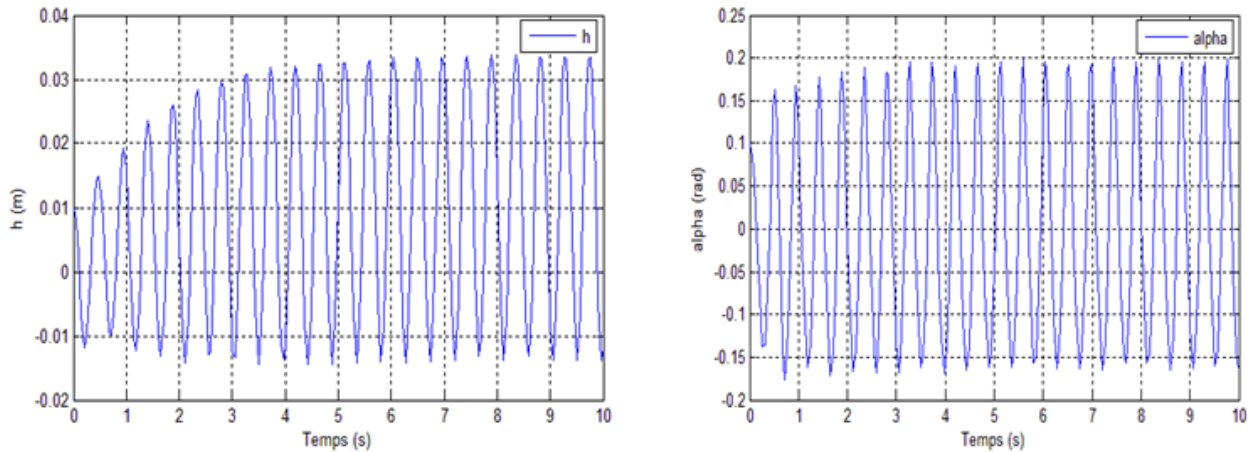 0.04
0.03
0.02
0.01
0
-0.01
-0.02
h (m)
0 1 2 3 4 5 6 7 8 9 10
Temps (s)
h
0.25
0.2
0.15
0.1
0.05
0
-0.05
-0.1
-0.15
-0.2
alpha (rad)
0 1 2 3 4 5 6 7 8 9 10
Temps (s)
alpha